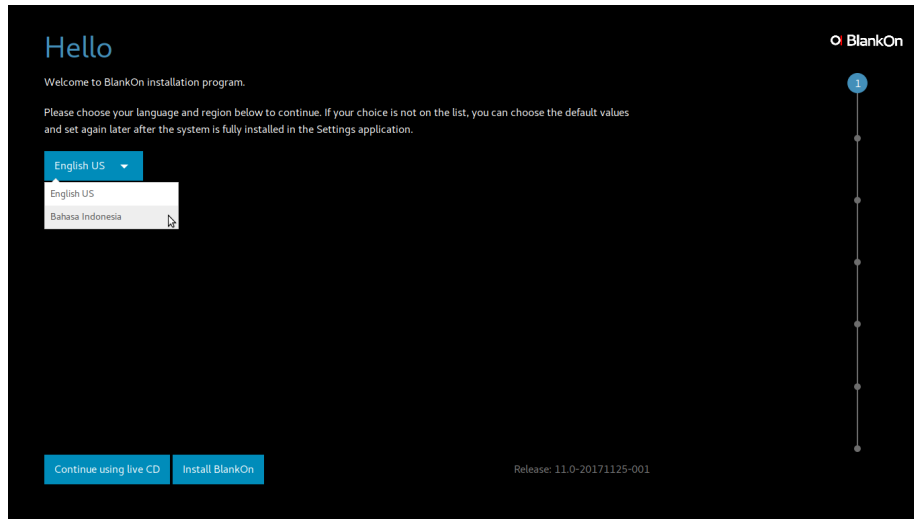 Hello
BlankOn
Welcome to BlankOn installation program.
1
Please choose your language and region below to continue. If your choice is not on the list, you can choose the default values
and set again later after the system is fully installed in the Settings application.
English US
English US
Bahasa Indonesia
Continue using live CD
Install BlankOn
Release: 11.0-20171125-001